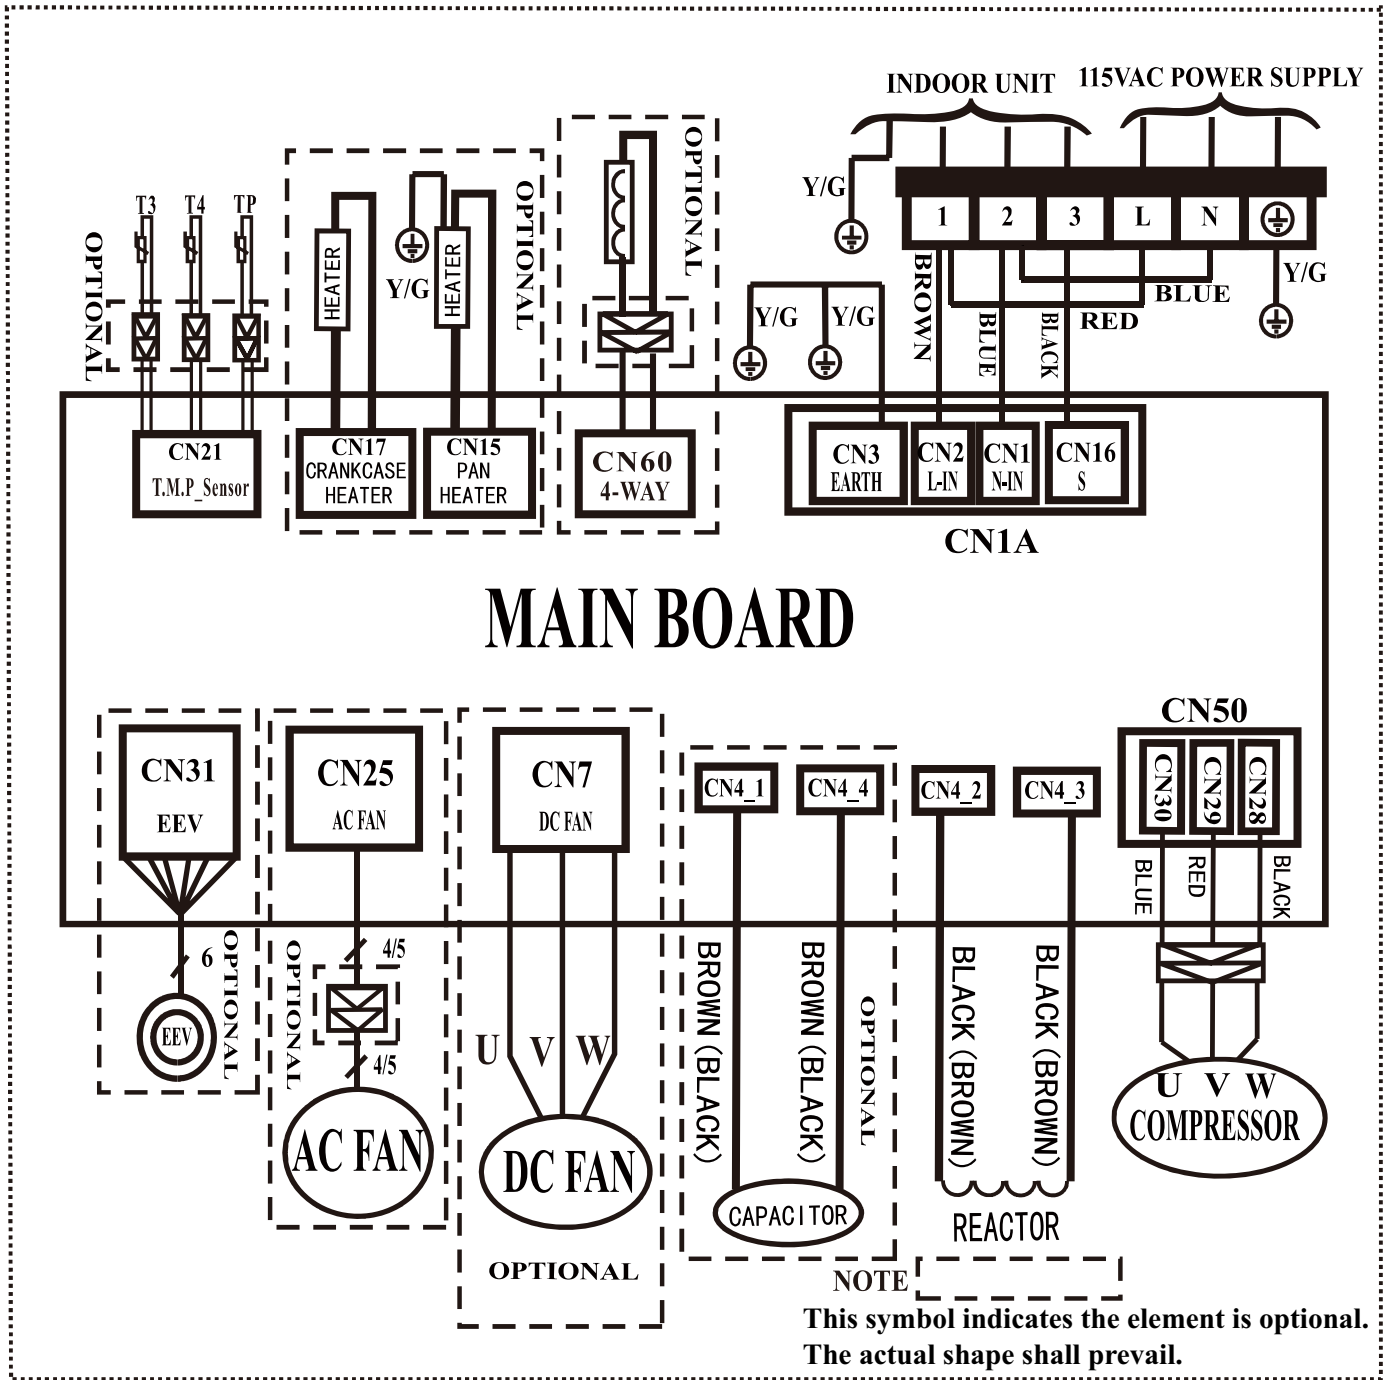 INDOOR UNIT
115VAC POWER SUPPLY
Y/G
1
2
3
L
N
BROWN
BLUE
BLACK
RED
BLUE
Y/G
Y/G
Y/G
T3
T4
TP
OPTIONAL
HEATER
Y/G
HEATER
OPTIONAL
OPTIONAL
CN21
T.M.P_Sensor
CN17
CRANKCASE
HEATER
CN15
PAN
HEATER
CN60
4-WAY
CN3
EARTH
CN2
L-IN
CN1
N-IN
CN16
S
CN1A
MAIN BOARD
CN31
EEV
6
EEV
OPTIONAL
CN25
AC FAN
4/5
OPTIONAL
4/5
AC FAN
CN7
DC FAN
U
V
W
DC FAN
OPTIONAL
CN4_1
CN4_4
BROWN(BLACK)
BROWN(BLACK)
OPTIONAL
CAPACITOR
CN4_2
CN4_3
BLACK(BROWN)
BLACK(BROWN)
REACTOR
CN50
CN30
CN29
CN28
BLUE
RED
BLACK
U V W
COMPRESSOR
NOTE
This symbol indicates the element is optional.
The actual shape shall prevail.